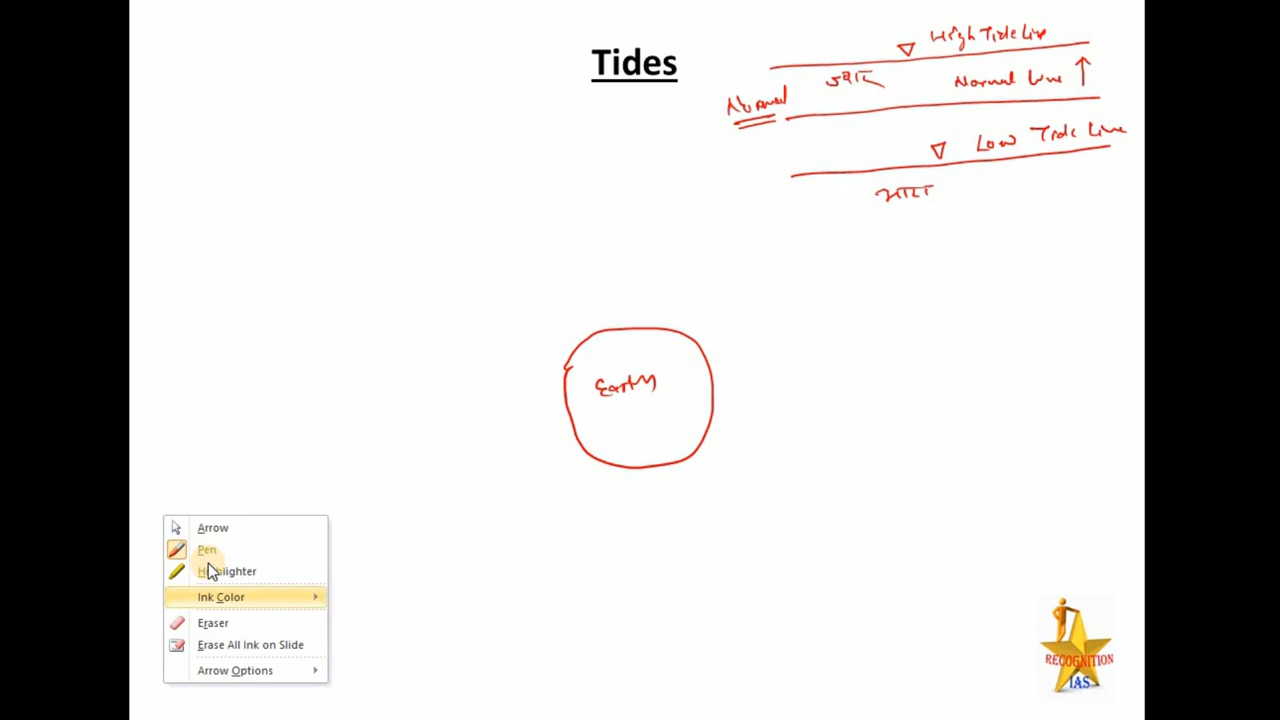 Tides
High Tide Line
ज्वार
Normal Line
Normal
Low Tide Line
भाटा
Earth
Arrow
Pen
Highlighter
Ink Color
Eraser
Erase All Ink on Slide
Arrow Options
RECOGNITION
IAS